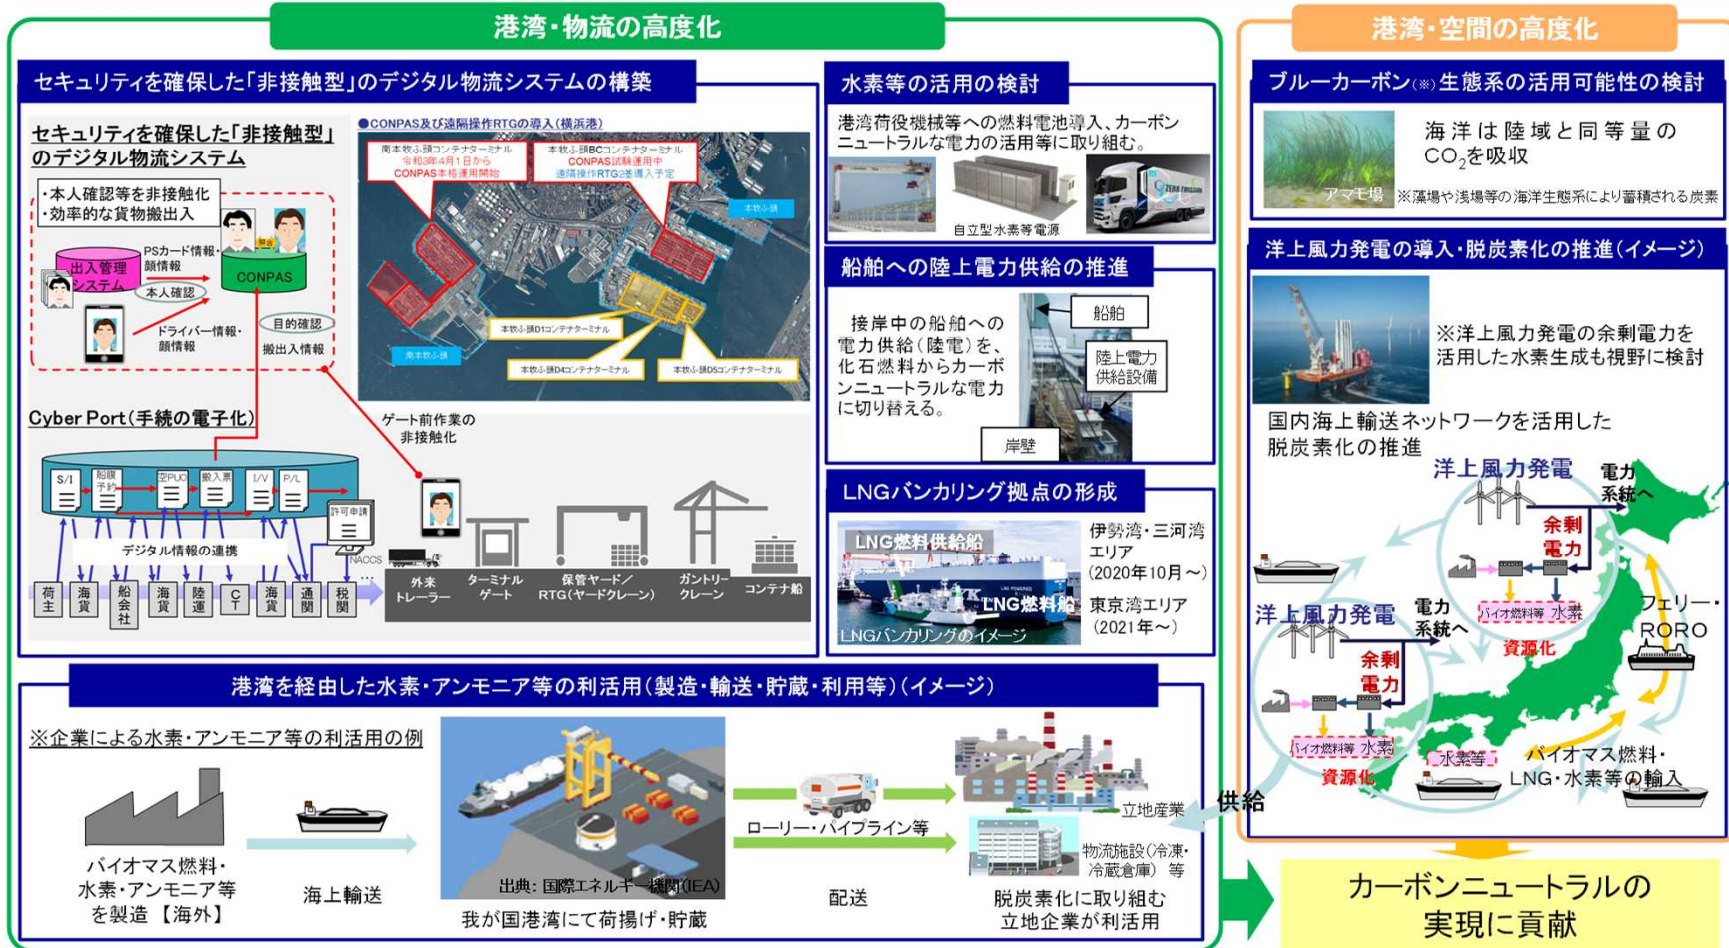 港湾・物流の高度化
セキュリティを確保した「非接触型」のデジタル物流システムの構築
セキュリティを確保した「非接触型」
のデジタル物流システム
・本人確認等を非接触化
・効率的な貨物搬出入
PSカード情報・
顔情報
照合
出入管理
システム
CONPAS
本人確認
ドライバー情報・
顔情報
目的確認
搬出入情報
●CONPAS及び遠隔操作RTGの導入(横浜港)
南本牧ふ頭コンテナターミナル
令和3年4月1日から
CONPAS本格運用開始
本牧ふ頭BCコンテナターミナル
CONPAS試験運用中
遠隔操作RTG2基導入予定
本牧ふ頭
本牧ふ頭D1コンテナターミナル
南本牧ふ頭
本牧ふ頭D4コンテナターミナル
本牧ふ頭D5コンテナターミナル
Cyber Port(手続の電子化)
ゲート前作業の
非接触化
S/I
船腹
予約
空PUO
搬入票
I/V
P/L
許可申請
デジタル情報の連携
NACCS
…
荷主
海貨
船会社
海貨
陸運
CT
海貨
通関
税関
外来
トレーラー
ターミナル
ゲート
保管ヤード/
RTG(ヤードクレーン)
ガントリー
クレーン
コンテナ船
水素等の活用の検討
港湾荷役機械等への燃料電池導入、カーボン
ニュートラルな電力の活用等に取り組む。
ZERO EMISSION
自立型水素等電源
船舶への陸上電力供給の推進
接岸中の船舶への
電力供給(陸電)を、
化石燃料からカーボ
ンニュートラルな電力
に切り替える。
船舶
陸上電力
供給設備
岸壁
LNGバンカリング拠点の形成
LNG燃料供給船
LNG燃料船
LNGバンカリングのイメージ
伊勢湾・三河湾
エリア
(2020年10月～)
東京湾エリア
(2021年～)
港湾を経由した水素・アンモニア等の利活用(製造・輸送・貯蔵・利用等)(イメージ)
※企業による水素・アンモニア等の利活用の例
バイオマス燃料・
水素・アンモニア等
を製造 【海外】
海上輸送
出典: 国際エネルギー機関(IEA)
我が国港湾にて荷揚げ・貯蔵
ローリー・パイプライン等
配送
立地産業
物流施設(冷凍・
冷蔵倉庫) 等
脱炭素化に取り組む
立地企業が利活用
港湾・空間の高度化
ブルーカーボン(※)生態系の活用可能性の検討
アマモ場
海洋は陸域と同等量の
CO2を吸収
※藻場や浅場等の海洋生態系により蓄積される炭素
洋上風力発電の導入・脱炭素化の推進(イメージ)
※洋上風力発電の余剰電力を
活用した水素生成も視野に検討
国内海上輸送ネットワークを活用した
脱炭素化の推進
洋上風力発電
電力
系統へ
余剰
電力
バイオ燃料等
水素
資源化
フェリー・
RORO
洋上風力発電
電力
系統へ
余剰
電力
バイオ燃料等
水素
資源化
水素等
バイオマス燃料・
LNG・水素等の輸入
供給
カーボンニュートラルの
実現に貢献